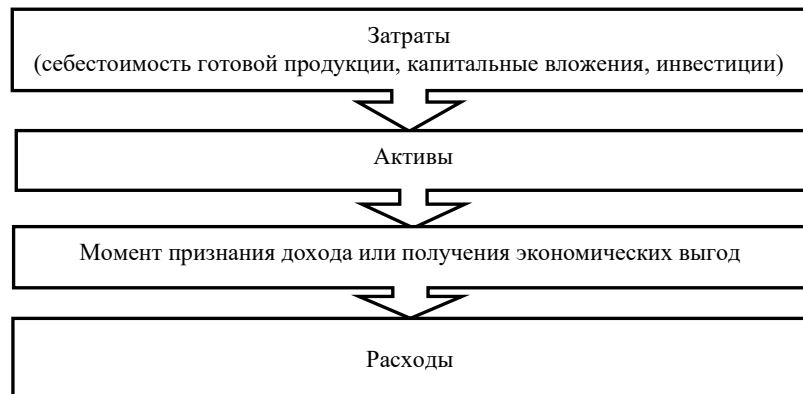 Затраты
(себестоимость готовой продукции, капитальные вложения, инвестиции)
Активы
Момент признания дохода или получения экономических выгод
Расходы